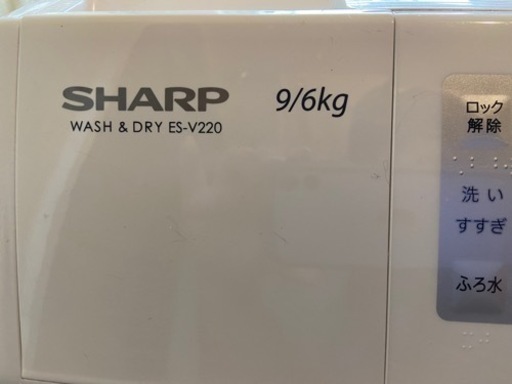 SHARP 9/6kg
WASH & DRY ES-V220
ロック
解除
洗い
すすぎ
ふろ水